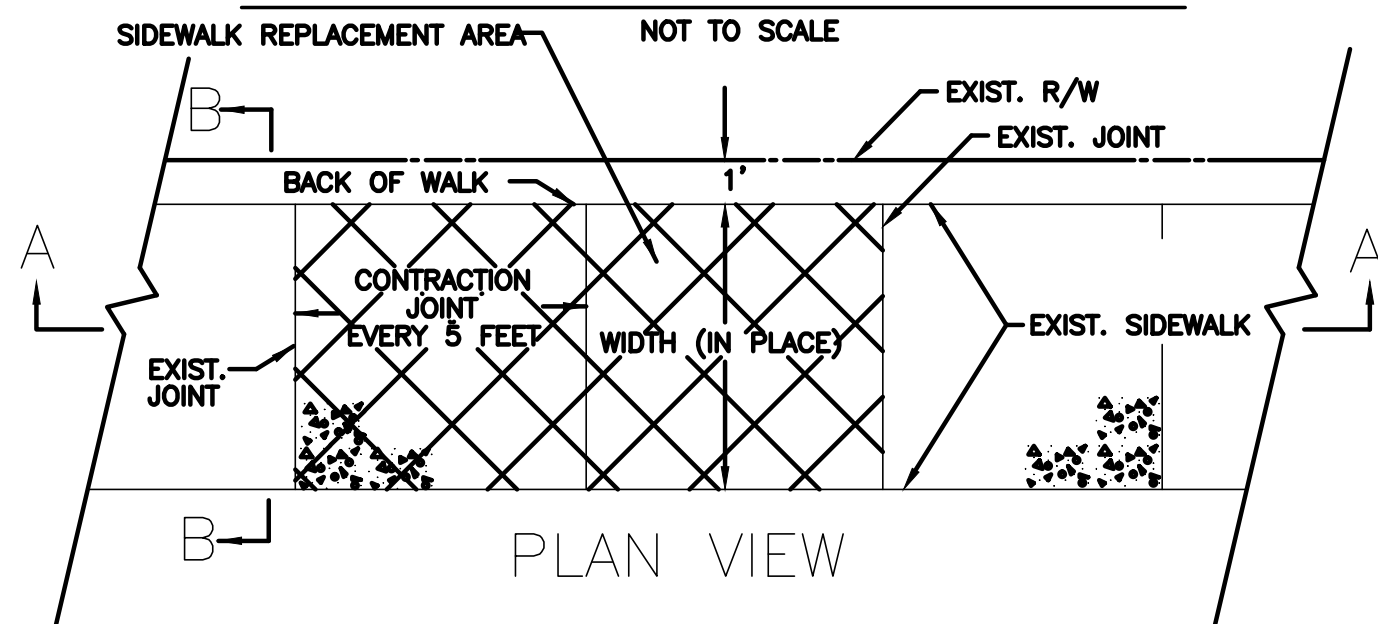 NOT TO SCALE
SIDEWALK REPLACEMENT AREA
B
EXIST. R/W
EXIST. JOINT
BACK OF WALK
1'
A
A
CONTRACTION
JOINT
EVERY 5 FEET
WIDTH (IN PLACE)
EXIST. SIDEWALK
EXIST.
JOINT
B
PLAN VIEW